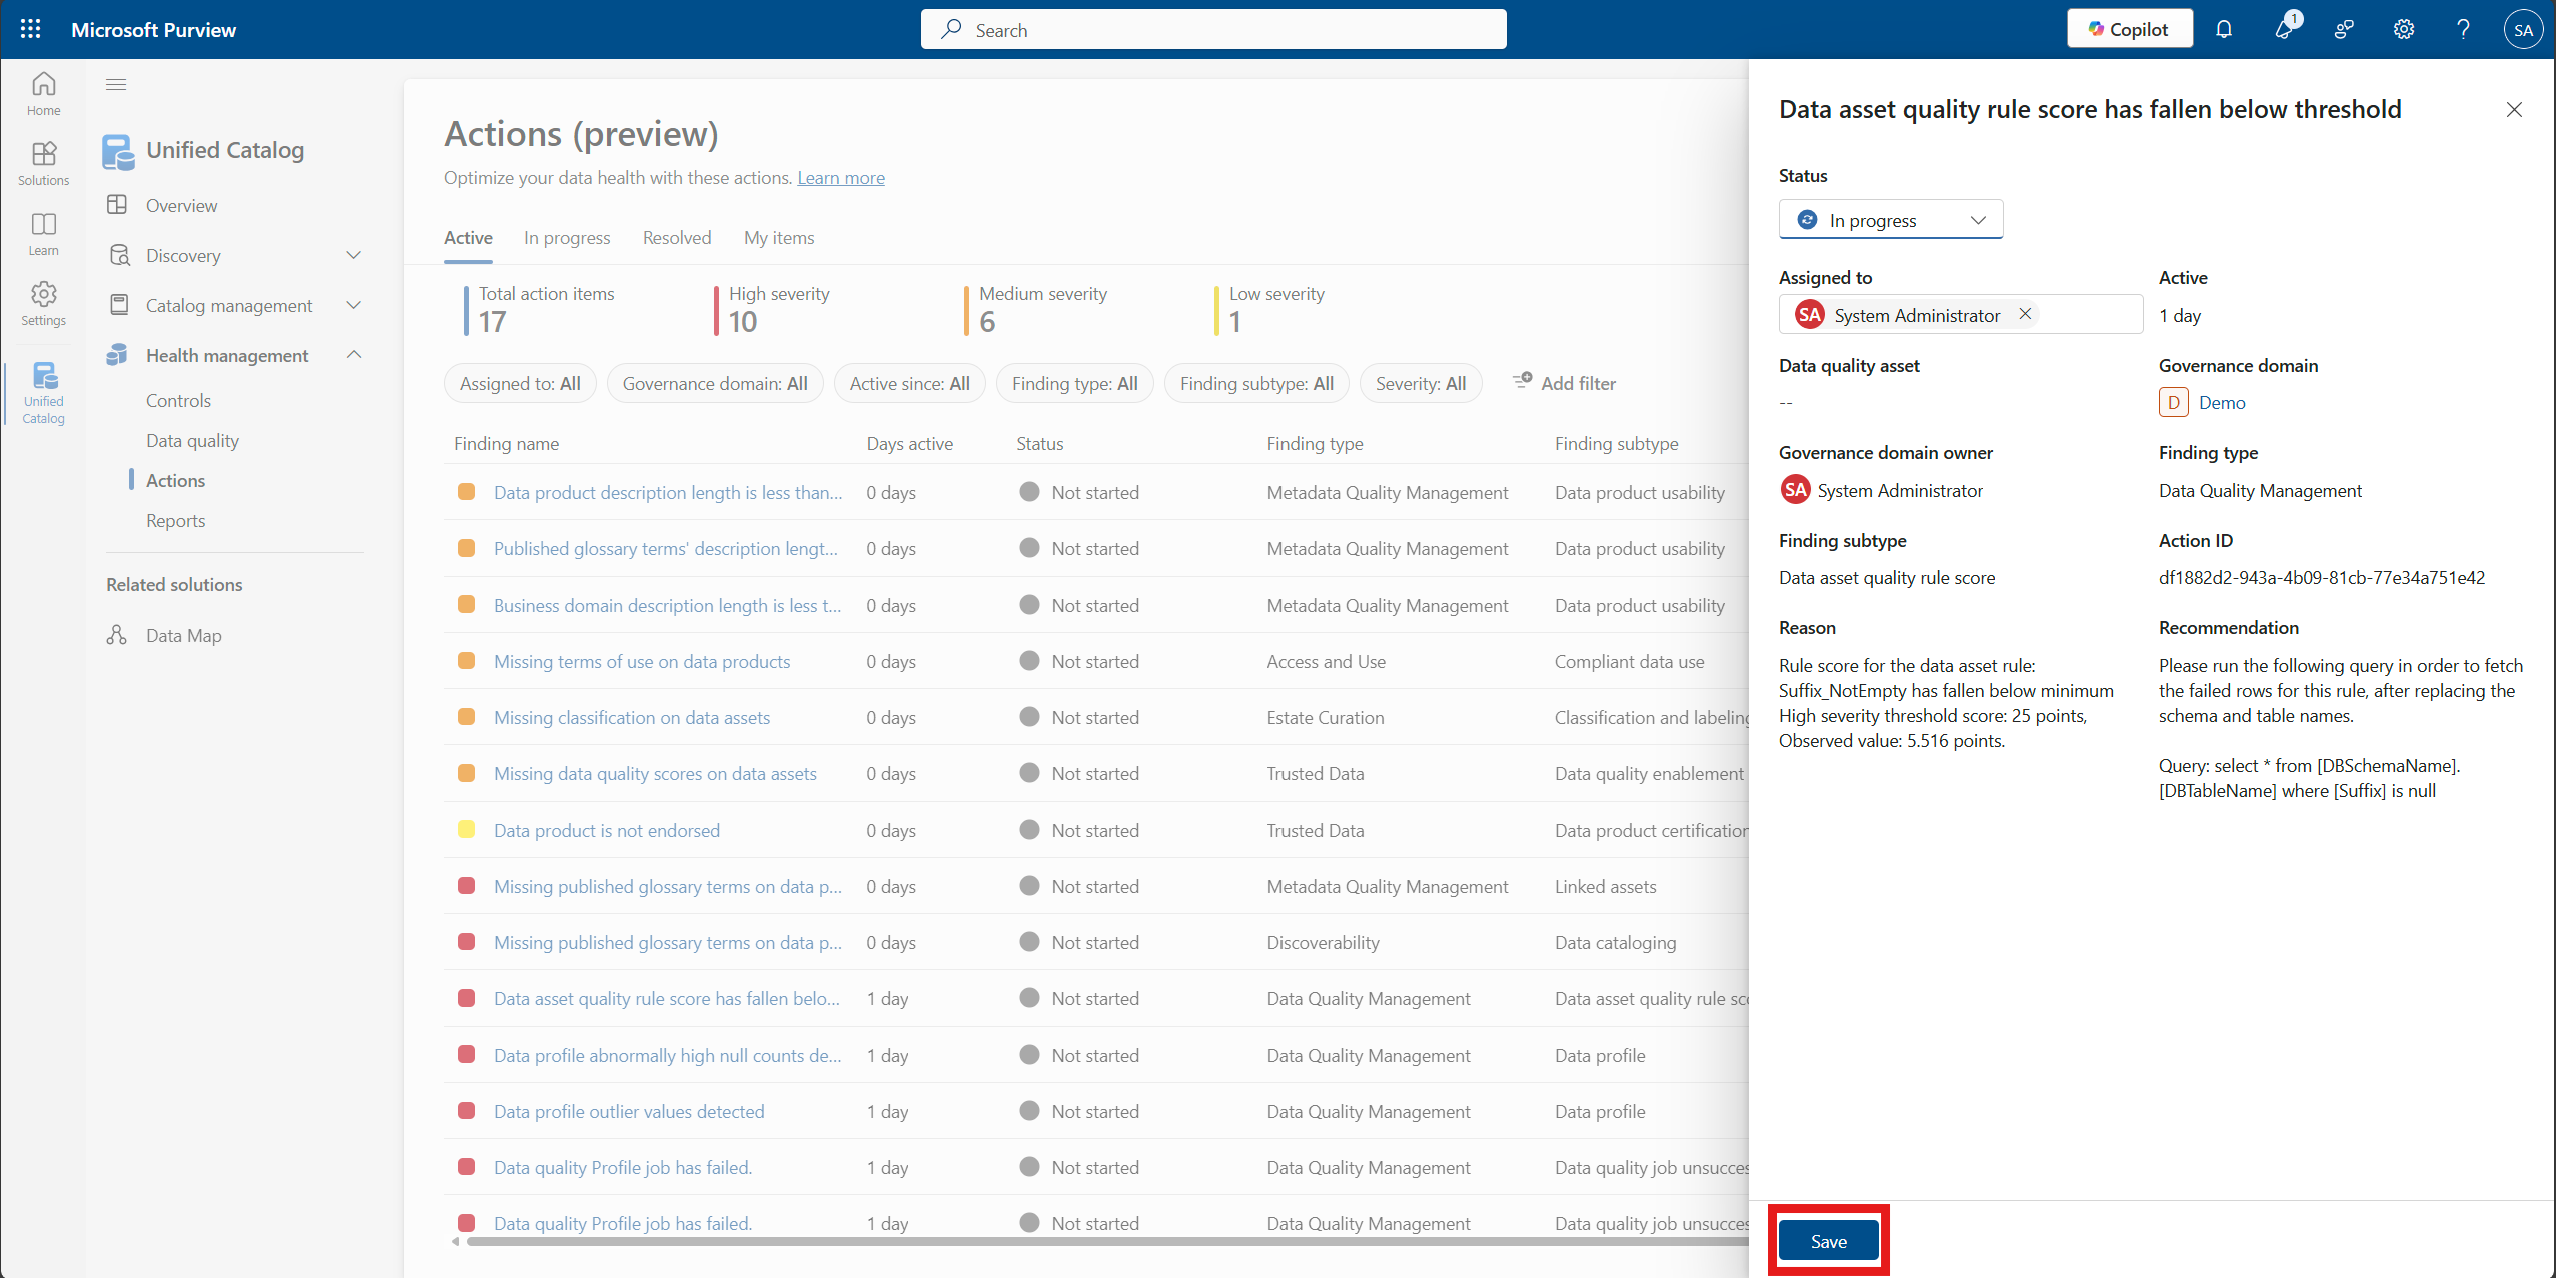 Microsoft Purview
Search
Copilot
1
SA
Home
Solutions
Learn
Settings
Unified
Catalog
Unified Catalog
Overview
Discovery
Catalog management
Health management
Controls
Data quality
Actions
Reports
Related solutions
Data Map
Actions (preview)
Optimize your data health with these actions. Learn more
Active In progress Resolved My items
Total action items High severity Medium severity Low severity
17 10 6 1
Assigned to: All Governance domain: All Active since: All Finding type: All Finding subtype: All Severity: All Add filter
Finding name Days active Status Finding type Finding subtype
Data product description length is less than... 0 days Not started Metadata Quality Management Data product usability
Published glossary terms' description lengt... 0 days Not started Metadata Quality Management Data product usability
Business domain description length is less t... 0 days Not started Metadata Quality Management Data product usability
Missing terms of use on data products 0 days Not started Access and Use Compliant data use
Missing classification on data assets 0 days Not started Estate Curation Classification and labeling
Missing data quality scores on data assets 0 days Not started Trusted Data Data quality enablement
Data product is not endorsed 0 days Not started Trusted Data Data product certification
Missing published glossary terms on data p... 0 days Not started Metadata Quality Management Linked assets
Missing published glossary terms on data p... 0 days Not started Discoverability Data cataloging
Data asset quality rule score has fallen belo... 1 day Not started Data Quality Management Data asset quality rule sco
Data profile abnormally high null counts de... 1 day Not started Data Quality Management Data profile
Data profile outlier values detected 1 day Not started Data Quality Management Data profile
Data quality Profile job has failed. 1 day Not started Data Quality Management Data quality job unsucces
Data quality Profile job has failed. 1 day Not started Data Quality Management Data quality job unsucces
Data asset quality rule score has fallen below threshold
Status
In progress
Assigned to Active
SA System Administrator 1 day
Data quality asset Governance domain
-- D Demo
Governance domain owner Finding type
SA System Administrator Data Quality Management
Finding subtype Action ID
Data asset quality rule score df1882d2-943a-4b09-81cb-77e34a751e42
Reason
Rule score for the data asset rule:
Suffix_NotEmpty has fallen below minimum
High severity threshold score: 25 points,
Observed value: 5.516 points.
Recommendation
Please run the following query in order to fetch
the failed rows for this rule, after replacing the
schema and table names.
Query: select * from [DBSchemaName].
[DBTableName] where [Suffix] is null
Save